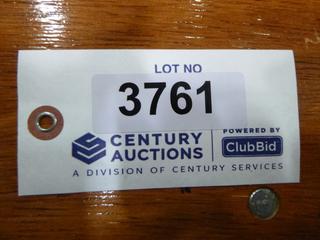 LOT NO
3761
CENTURY AUCTIONS
POWERED BY
ClubBid
A DIVISION OF CENTURY SERVICES